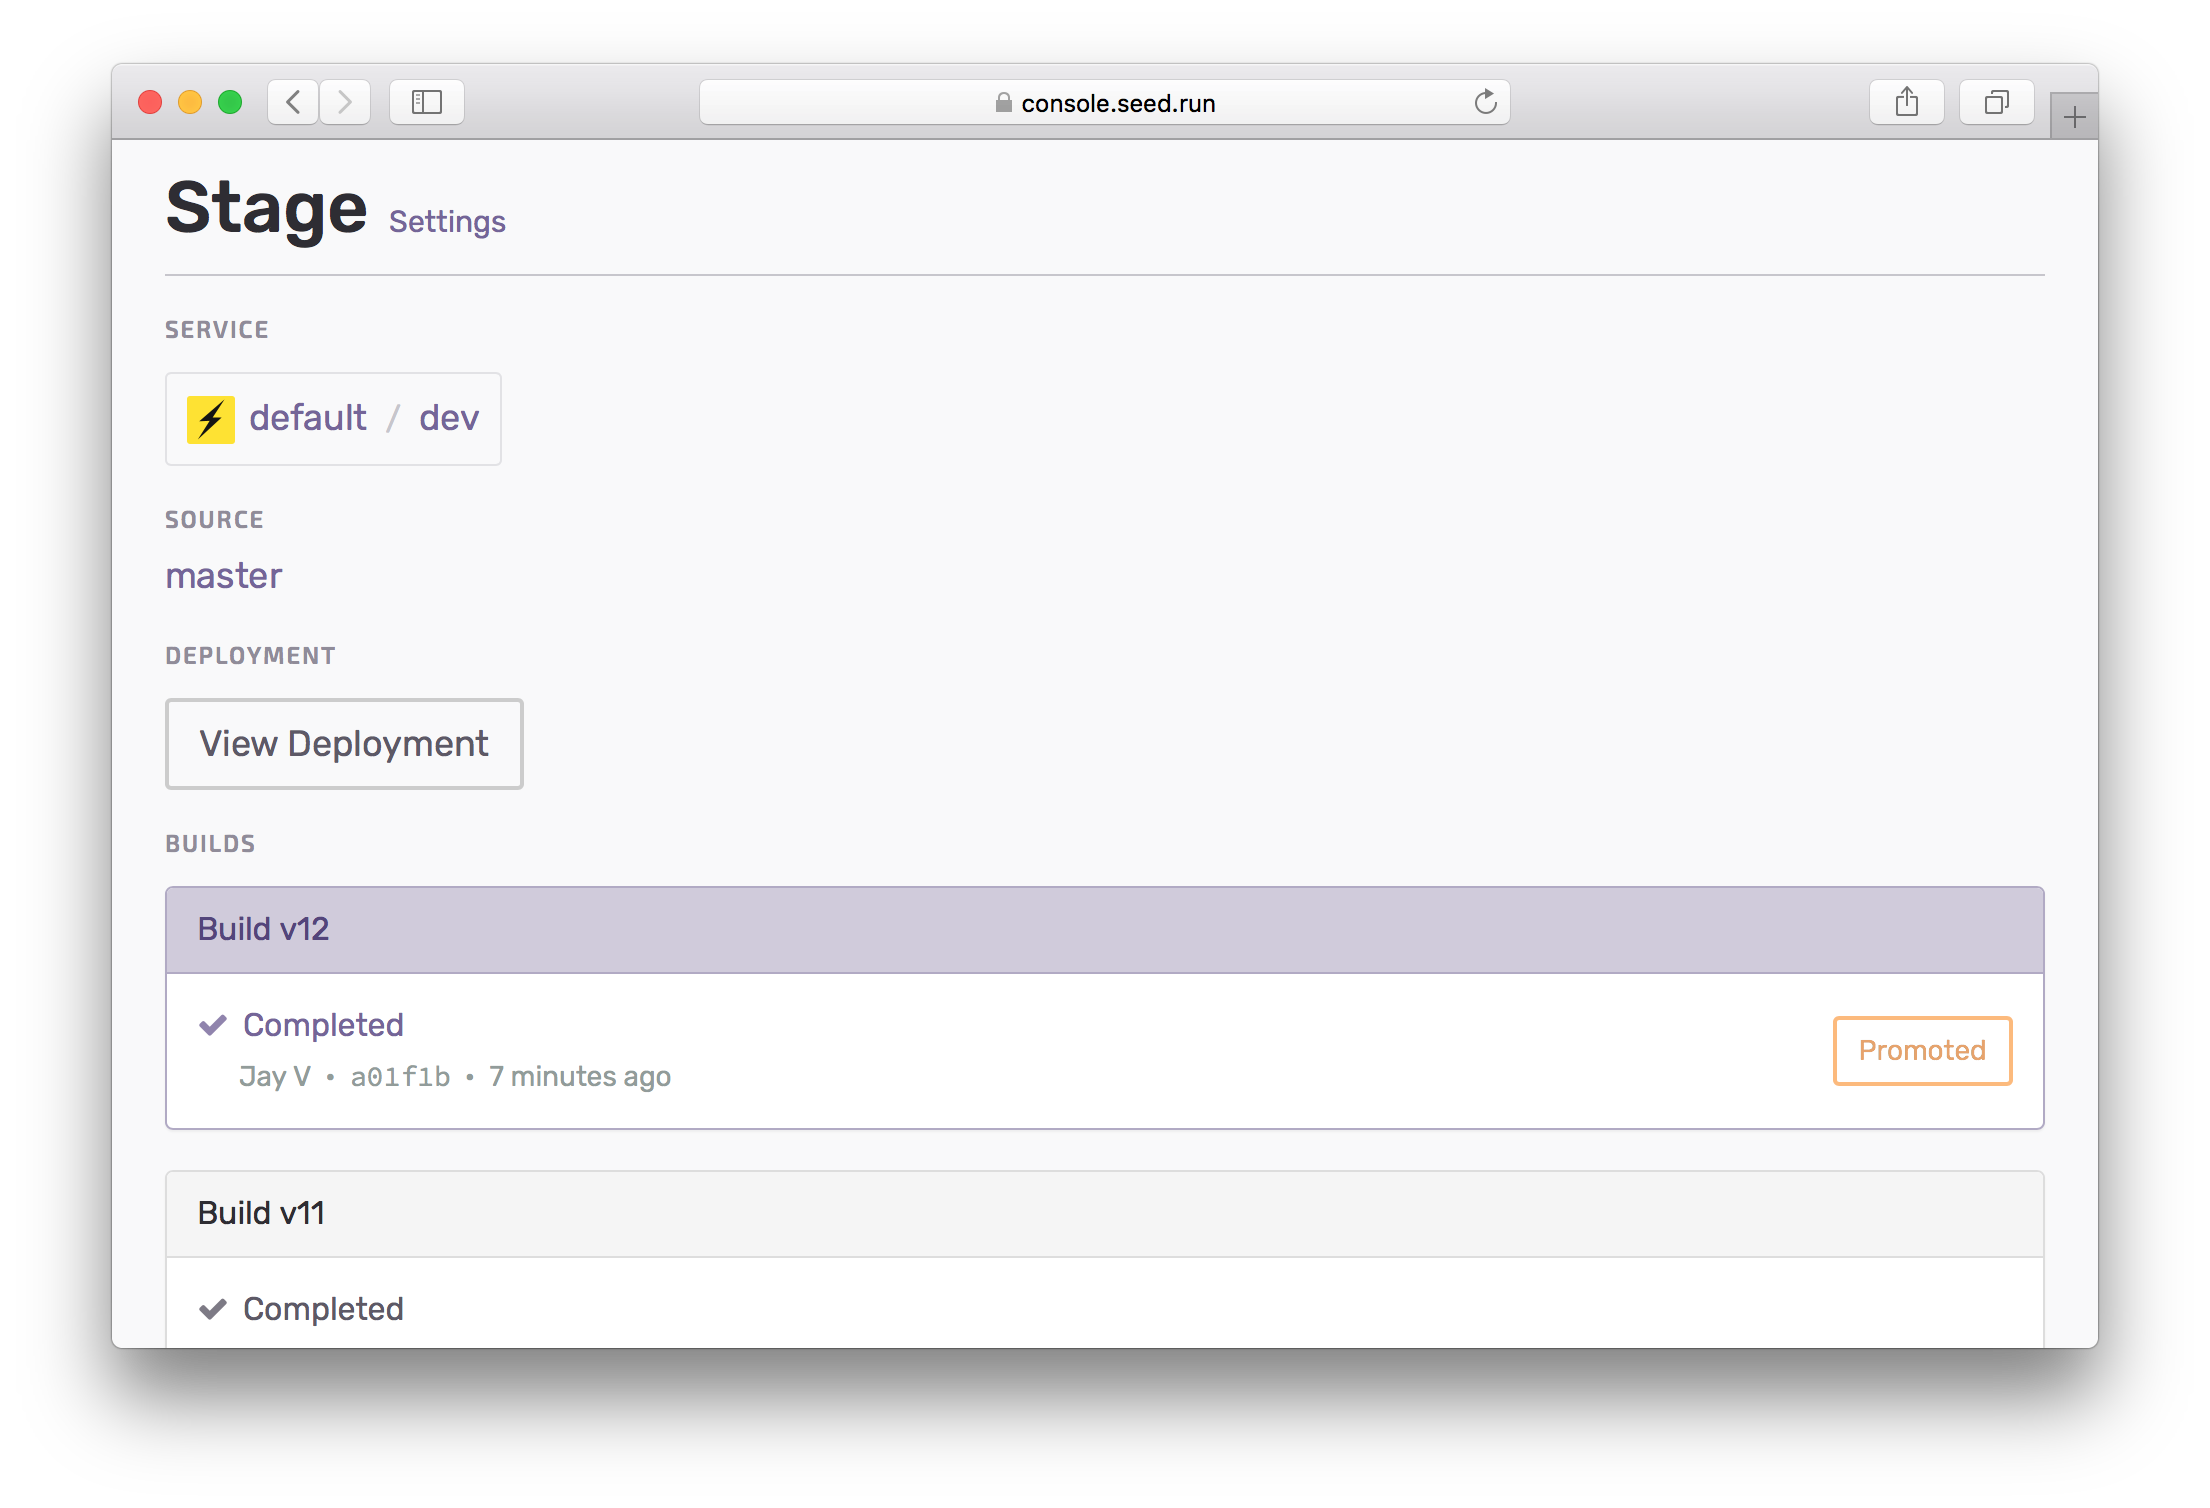 console.seed.run
Stage Settings
SERVICE
default / dev
SOURCE
master
DEPLOYMENT
View Deployment
BUILDS
Build v12
Completed
Jay V • a01f1b • 7 minutes ago
Promoted
Build v11
Completed